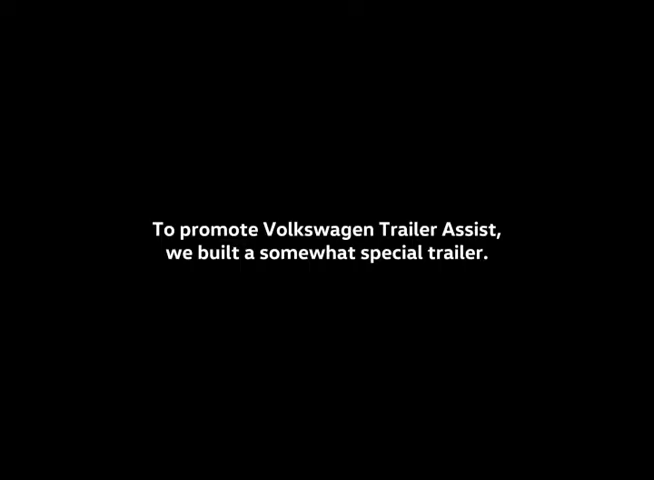 To promote Volkswagen Trailer Assist,
we built a somewhat special trailer.